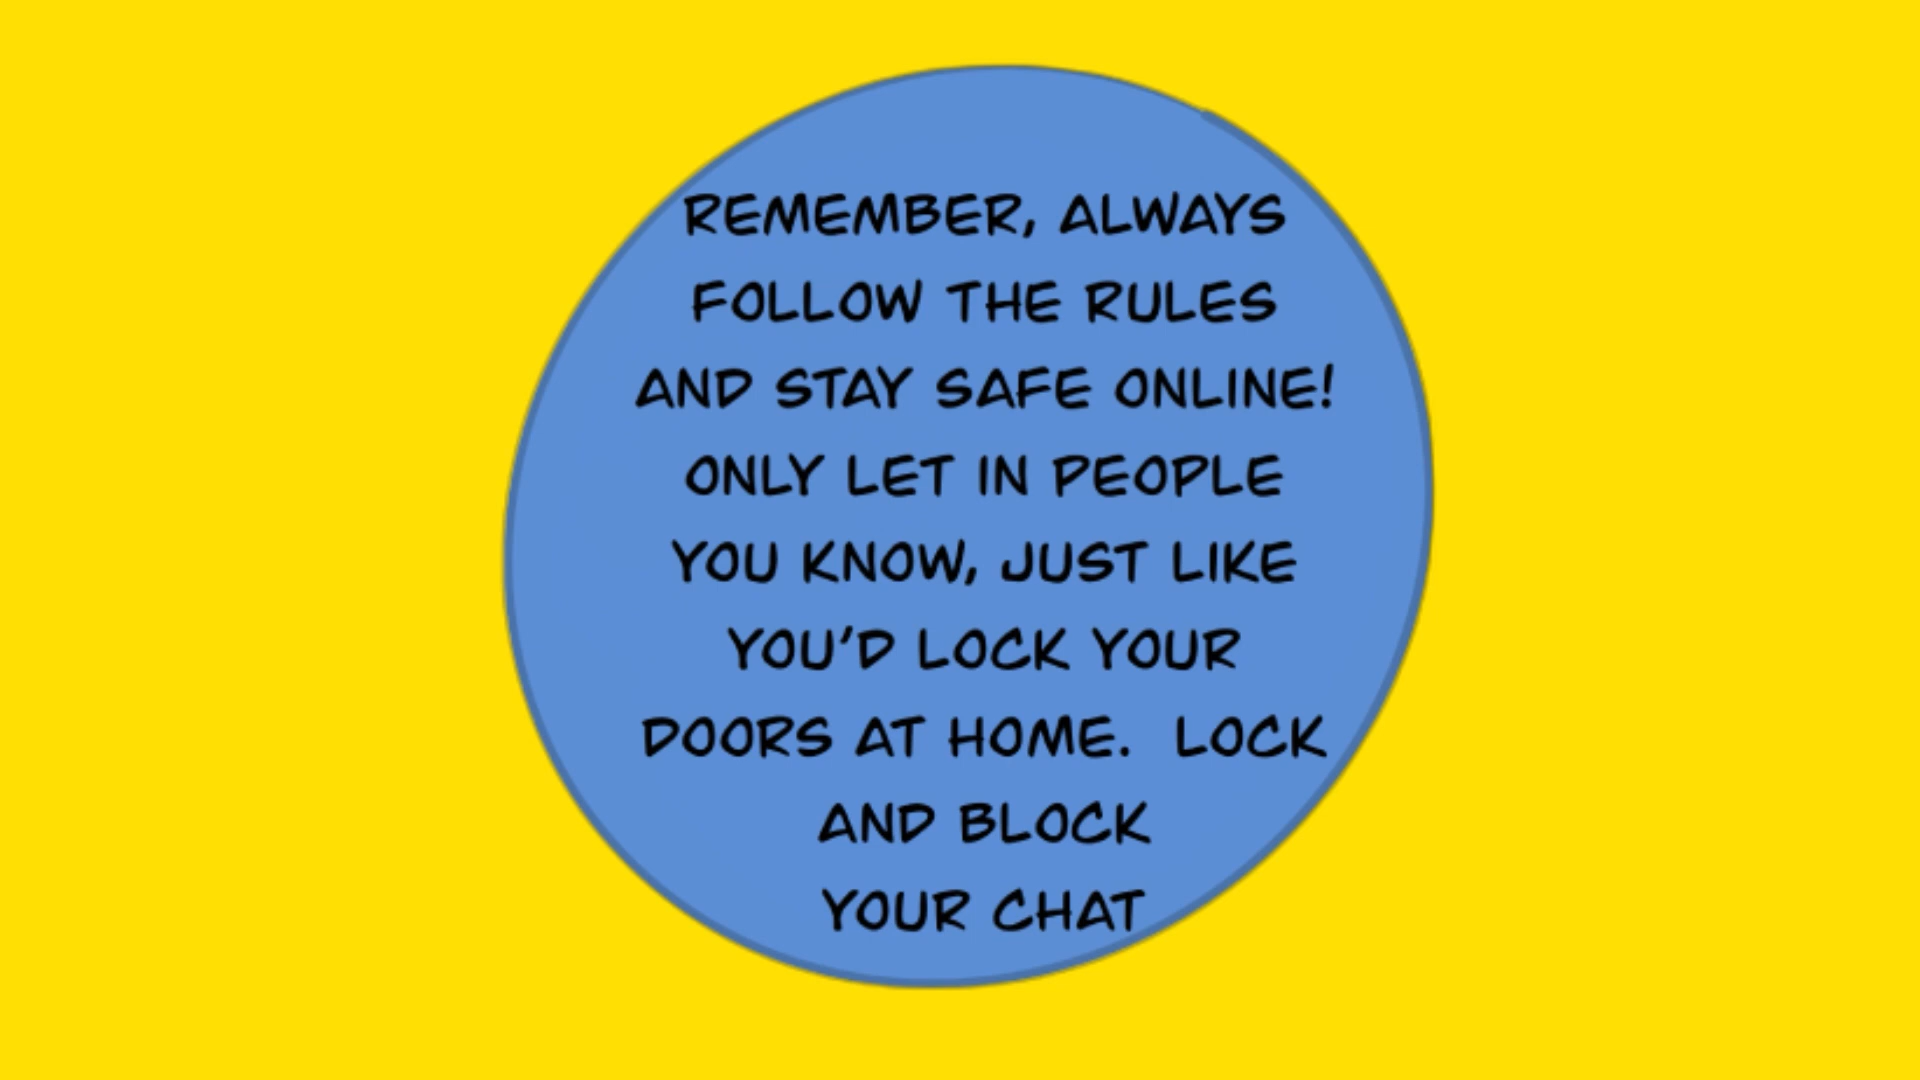 REMEMBER, ALWAYS
FOLLOW THE RULES
AND STAY SAFE ONLINE!
ONLY LET IN PEOPLE
YOU KNOW, JUST LIKE
YOU'D LOCK YOUR
DOORS AT HOME.  LOCK
AND BLOCK
YOUR CHAT